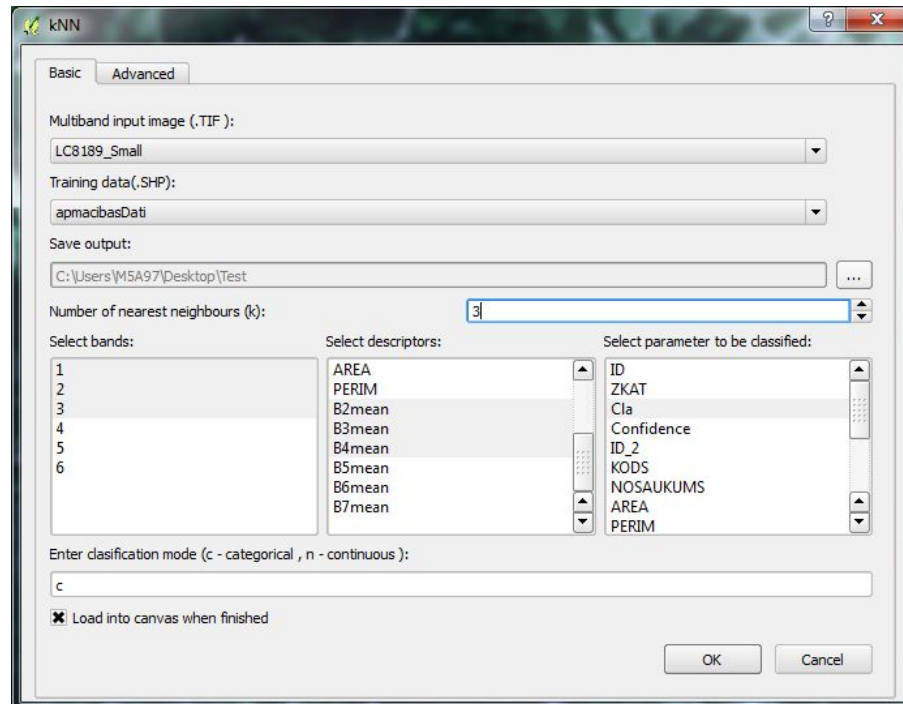 kNN
Basic Advanced
Multiband input image (.TIF ):
LC8189_Small
Training data(.SHP):
apmacibasDati
Save output:
C:\Users\M5A97\Desktop\Test
...
Number of nearest neighbours (k):
3
Select bands:
1
2
3
4
5
6
Select descriptors:
AREA
PERIM
B2mean
B3mean
B4mean
B5mean
B6mean
B7mean
Select parameter to be classified:
ID
ZKAT
Cla
Confidence
ID_2
KODS
NOSAUKUMS
AREA
PERIM
Enter clasification mode (c - categorical , n - continuous ):
c
Load into canvas when finished
OK Cancel